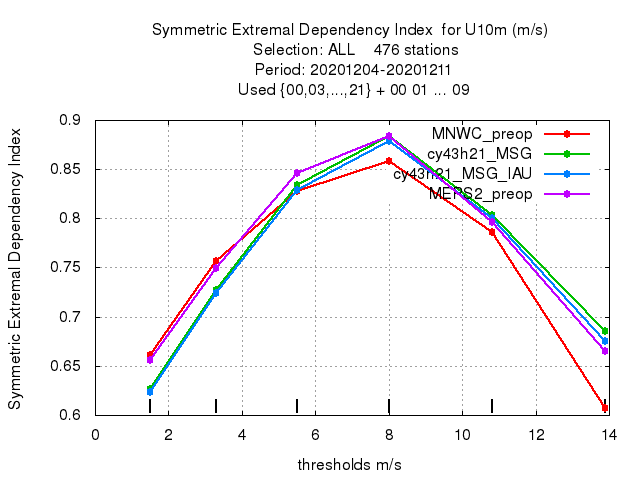 Symmetric Extremal Dependency Index  for U10m (m/s)
Selection: ALL    476 stations
Period: 20201204-20201211
Used {00,03,...,21} + 00 01 ... 09
Symmetric Extremal Dependency Index
0.9
0.85
0.8
0.75
0.7
0.65
0.6
MNWC_preop
cy43h21_MSG
cy43h21_MSG_IAU
MEPS2_preop
0 2 4 6 8 10 12 14
thresholds m/s